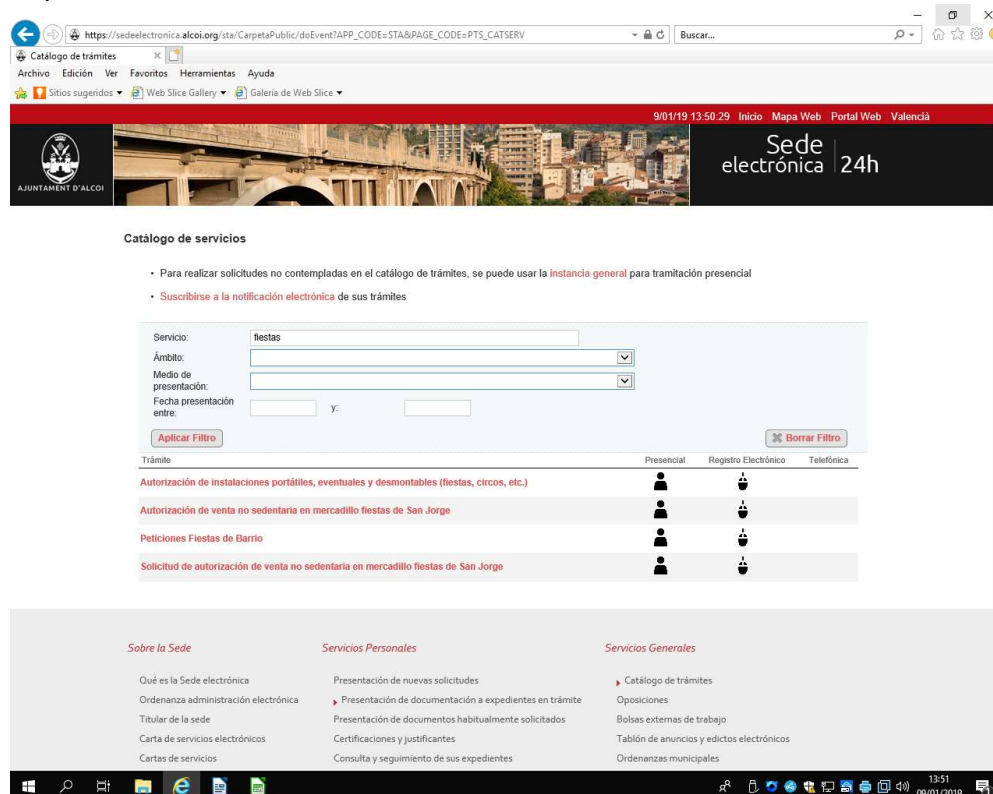 https://sedeelectronica.alcoi.org/sta/CarpetaPublic/doEvent?APP_CODE=STA&PAGE_CODE=PTS_CATSERV
Buscar...
Catálogo de trámites
Archivo Edición Ver Favoritos Herramientas Ayuda
Sitios sugeridos Web Slice Gallery Galería de Web Slice
9/01/19 13:50:29 Inicio Mapa Web Portal Web Valencià
AJUNTAMENT D'ALCOI
Sede
electrónica 24h
Catálogo de servicios
• Para realizar solicitudes no contempladas en el catálogo de trámites, se puede usar la instancia general para tramitación presencial
• Suscribirse a la notificación electrónica de sus trámites
Servicio: fiestas
Ámbito:
Medio de
presentación:
Fecha presentación
entre: y:
Aplicar Filtro Borrar Filtro
Trámite Presencial Registro Electrónico Telefónica
Autorización de instalaciones portátiles, eventuales y desmontables (fiestas, circos, etc.)
Autorización de venta no sedentaria en mercadillo fiestas de San Jorge
Peticiones Fiestas de Barrio
Solicitud de autorización de venta no sedentaria en mercadillo fiestas de San Jorge
Sobre la Sede Servicios Personales Servicios Generales
Qué es la Sede electrónica Presentación de nuevas solicitudes Catálogo de trámites
Ordenanza administración electrónica Presentación de documentación a expedientes en trámite Oposiciones
Titular de la sede Presentación de documentos habitualmente solicitados Bolsas externas de trabajo
Carta de servicios electrónicos Certificaciones y justificantes Tablón de anuncios y edictos electrónicos
Cartas de servicios Consulta y seguimiento de sus expedientes Ordenanzas municipales
13:51
09/01/2019